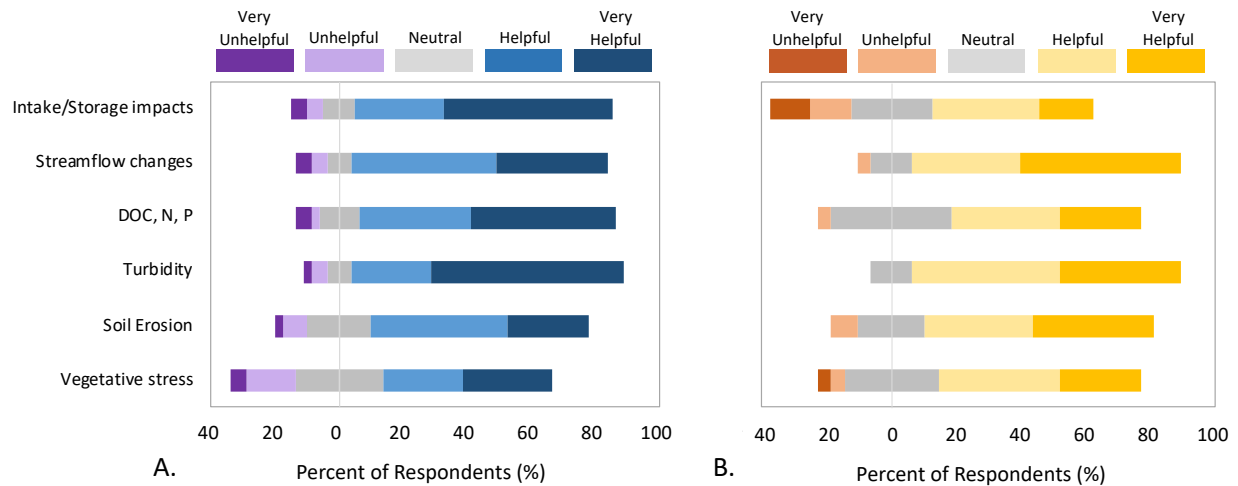 Very Unhelpful Unhelpful Neutral Helpful Very Helpful
Very Unhelpful Unhelpful Neutral Helpful Very Helpful
Intake/Storage impacts
Streamflow changes
DOC, N, P
Turbidity
Soil Erosion
Vegetative stress
40 20 0 20 40 60 80 100
40 20 0 20 40 60 80 100
A. Percent of Respondents (%)
B. Percent of Respondents (%)